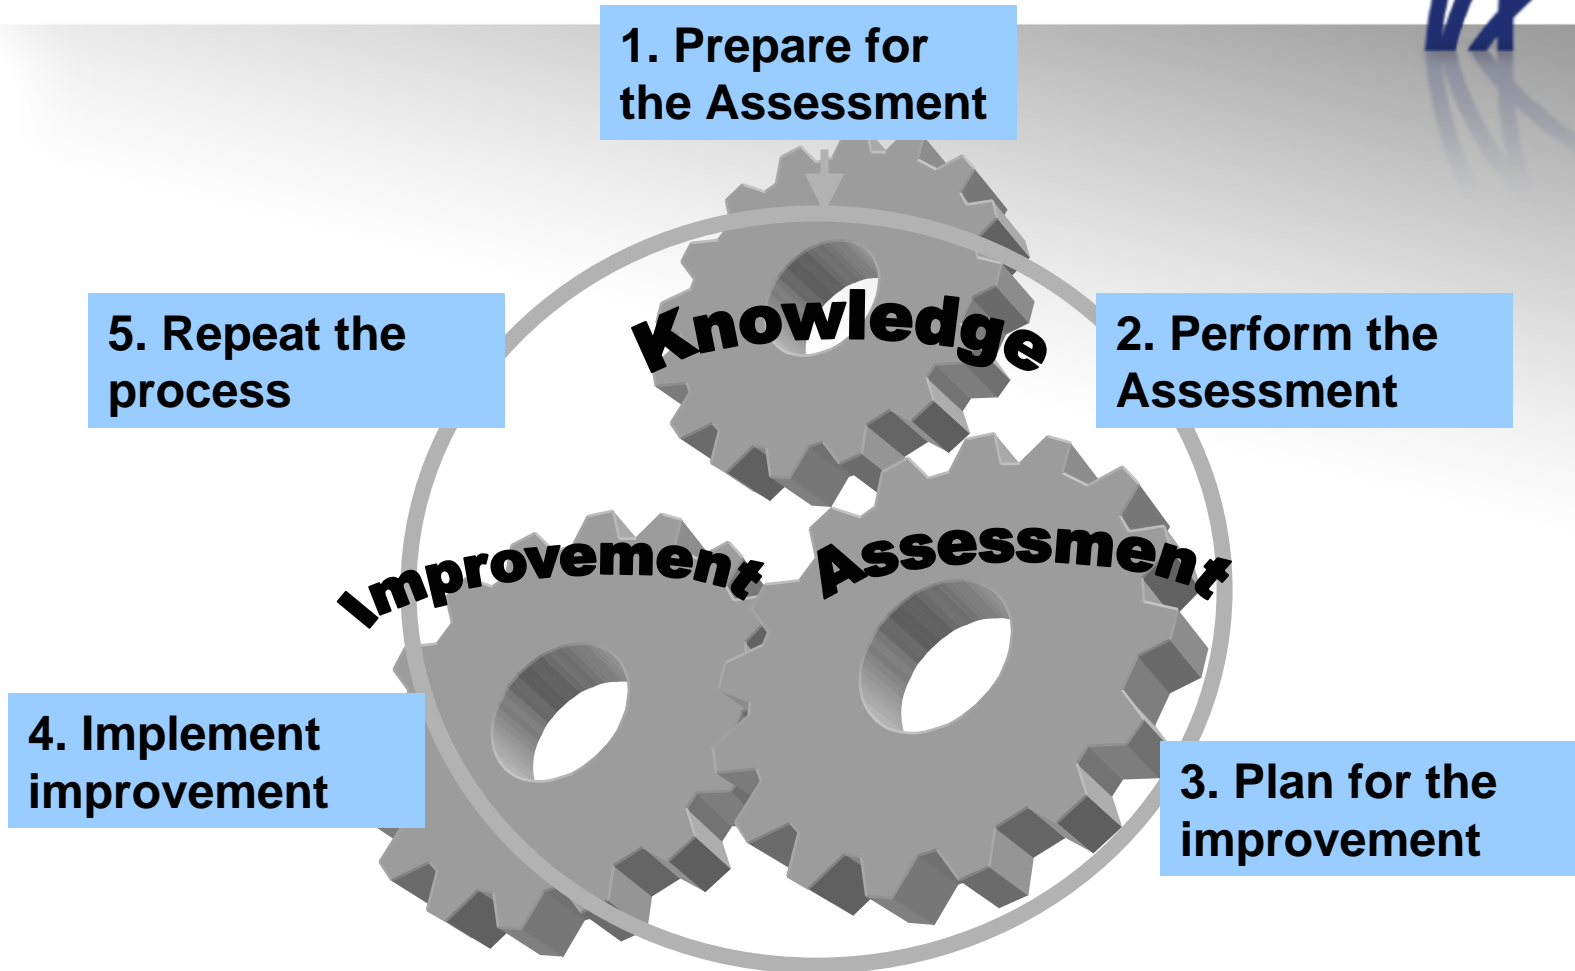 1. Prepare for
the Assessment
Knowledge
5. Repeat the
process
2. Perform the
Assessment
Improvement
Assessment
4. Implement
improvement
3. Plan for the
improvement